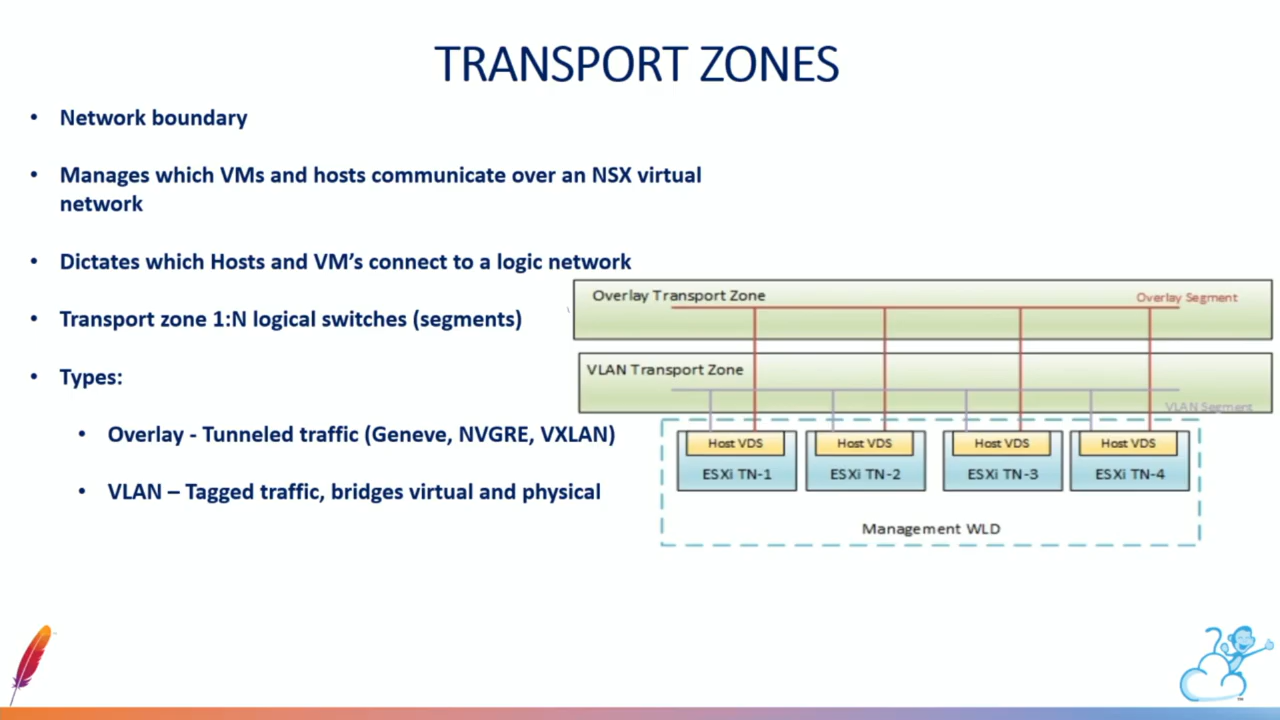 TRANSPORT ZONES
• Network boundary
• Manages which VMs and hosts communicate over an NSX virtual
network
• Dictates which Hosts and VM’s connect to a logic network
• Transport zone 1:N logical switches (segments)
• Types:
• Overlay - Tunneled traffic (Geneve, NVGRE, VXLAN)
• VLAN – Tagged traffic, bridges virtual and physical
Overlay Transport Zone
Overlay Segment
VLAN Transport Zone
VLAN Segment
Host VDS
Host VDS
Host VDS
Host VDS
ESXi TN-1
ESXi TN-2
ESXi TN-3
ESXi TN-4
Management WLD